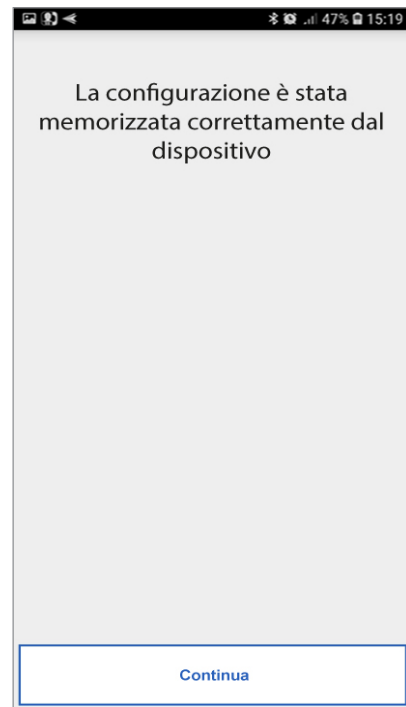 47% 15:19
La configurazione è stata
memorizzata correttamente dal
dispositivo
Continua